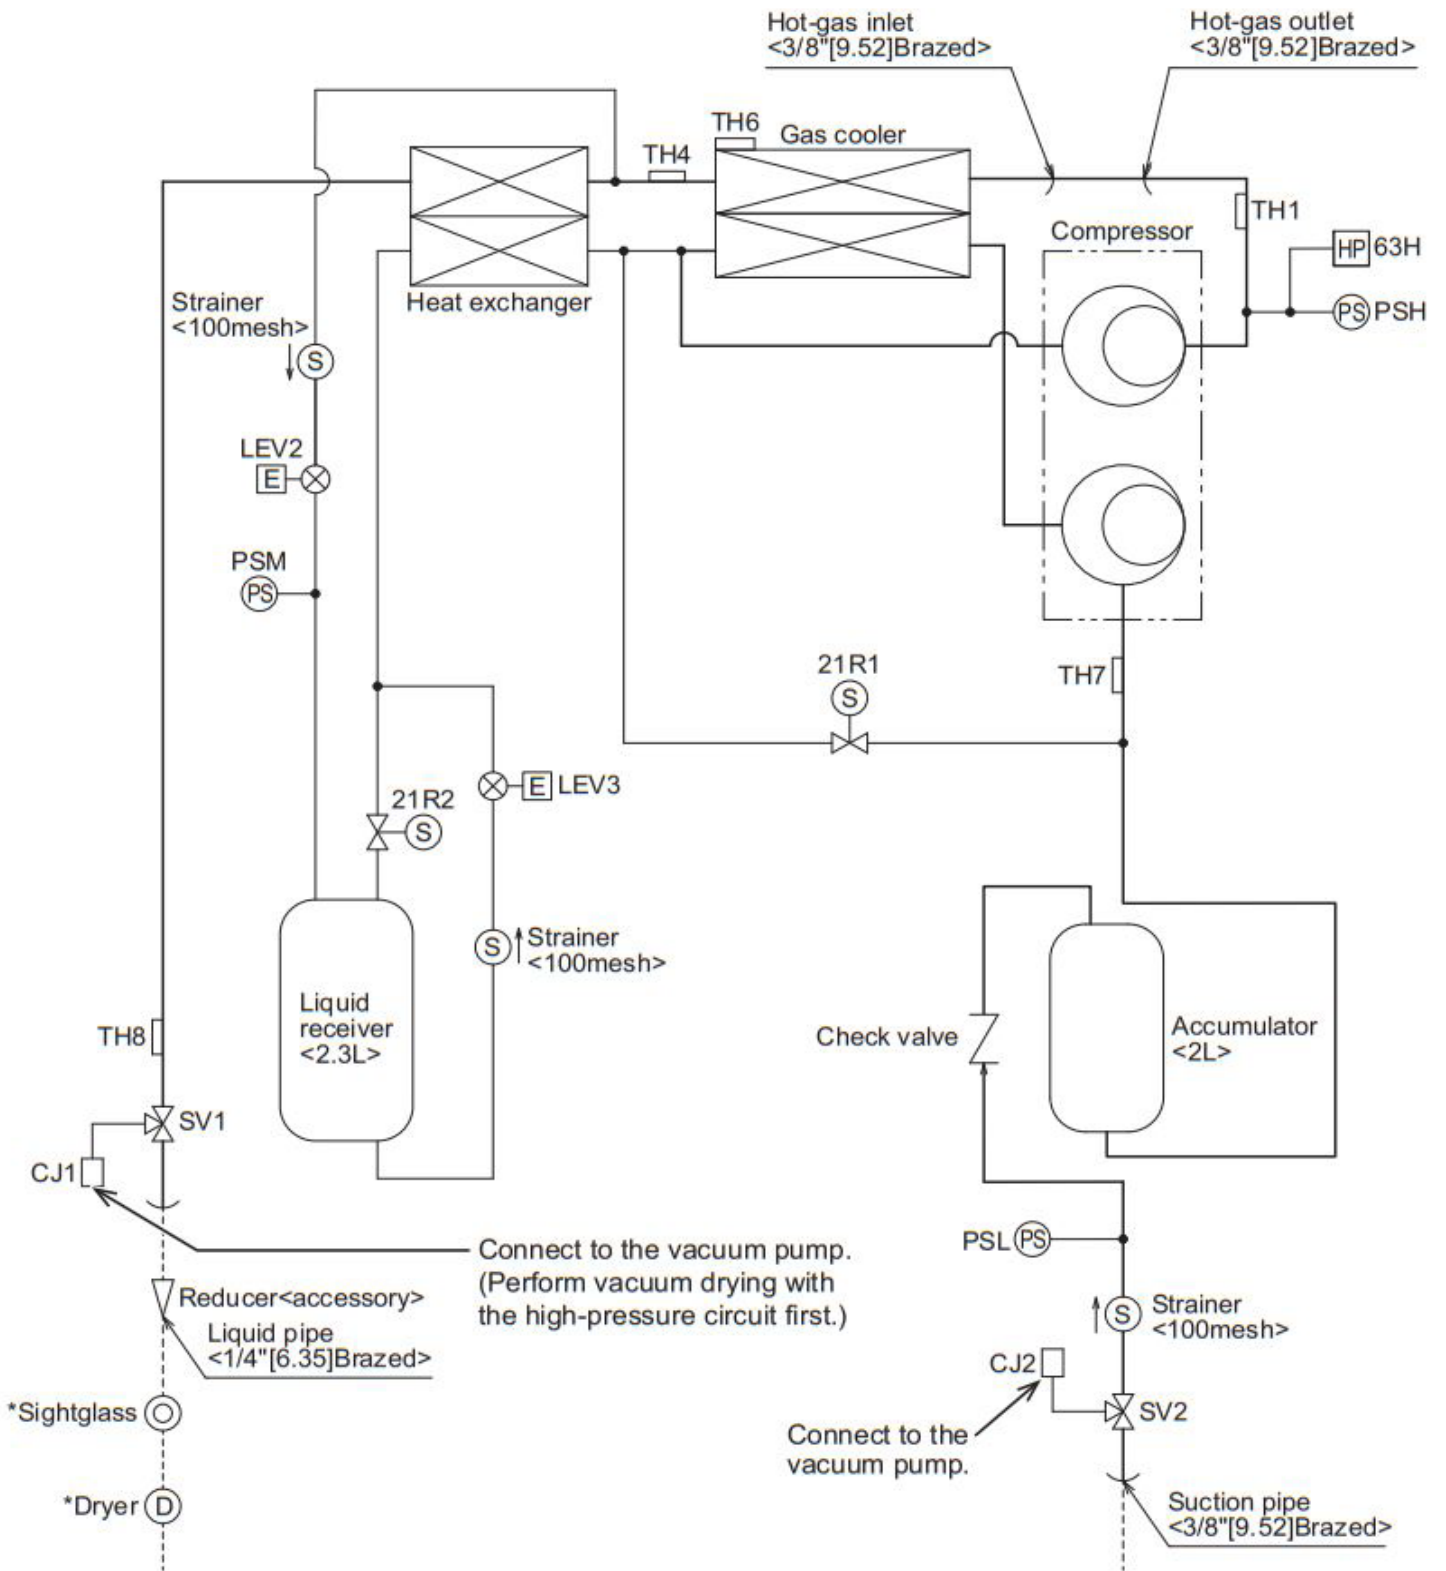 Hot-gas inlet
<3/8"[9.52]Brazed>
Hot-gas outlet
<3/8"[9.52]Brazed>
TH6
Gas cooler
TH4
TH1
Compressor
HP 63H
PS PSH
Heat exchanger
Strainer
<100mesh>
S
LEV2
E
PSM
PS
21R1
S
TH7
E LEV3
21R2
S
S
Strainer
<100mesh>
Liquid
receiver
<2.3L>
TH8
Check valve
Accumulator
<2L>
SV1
CJ1
Connect to the vacuum pump.
(Perform vacuum drying with
the high-pressure circuit first.)
PSL PS
Reducer<accessory>
Liquid pipe
<1/4"[6.35]Brazed>
S
Strainer
<100mesh>
CJ2
*Sightglass
SV2
Connect to the
vacuum pump.
*Dryer D
Suction pipe
<3/8"[9.52]Brazed>